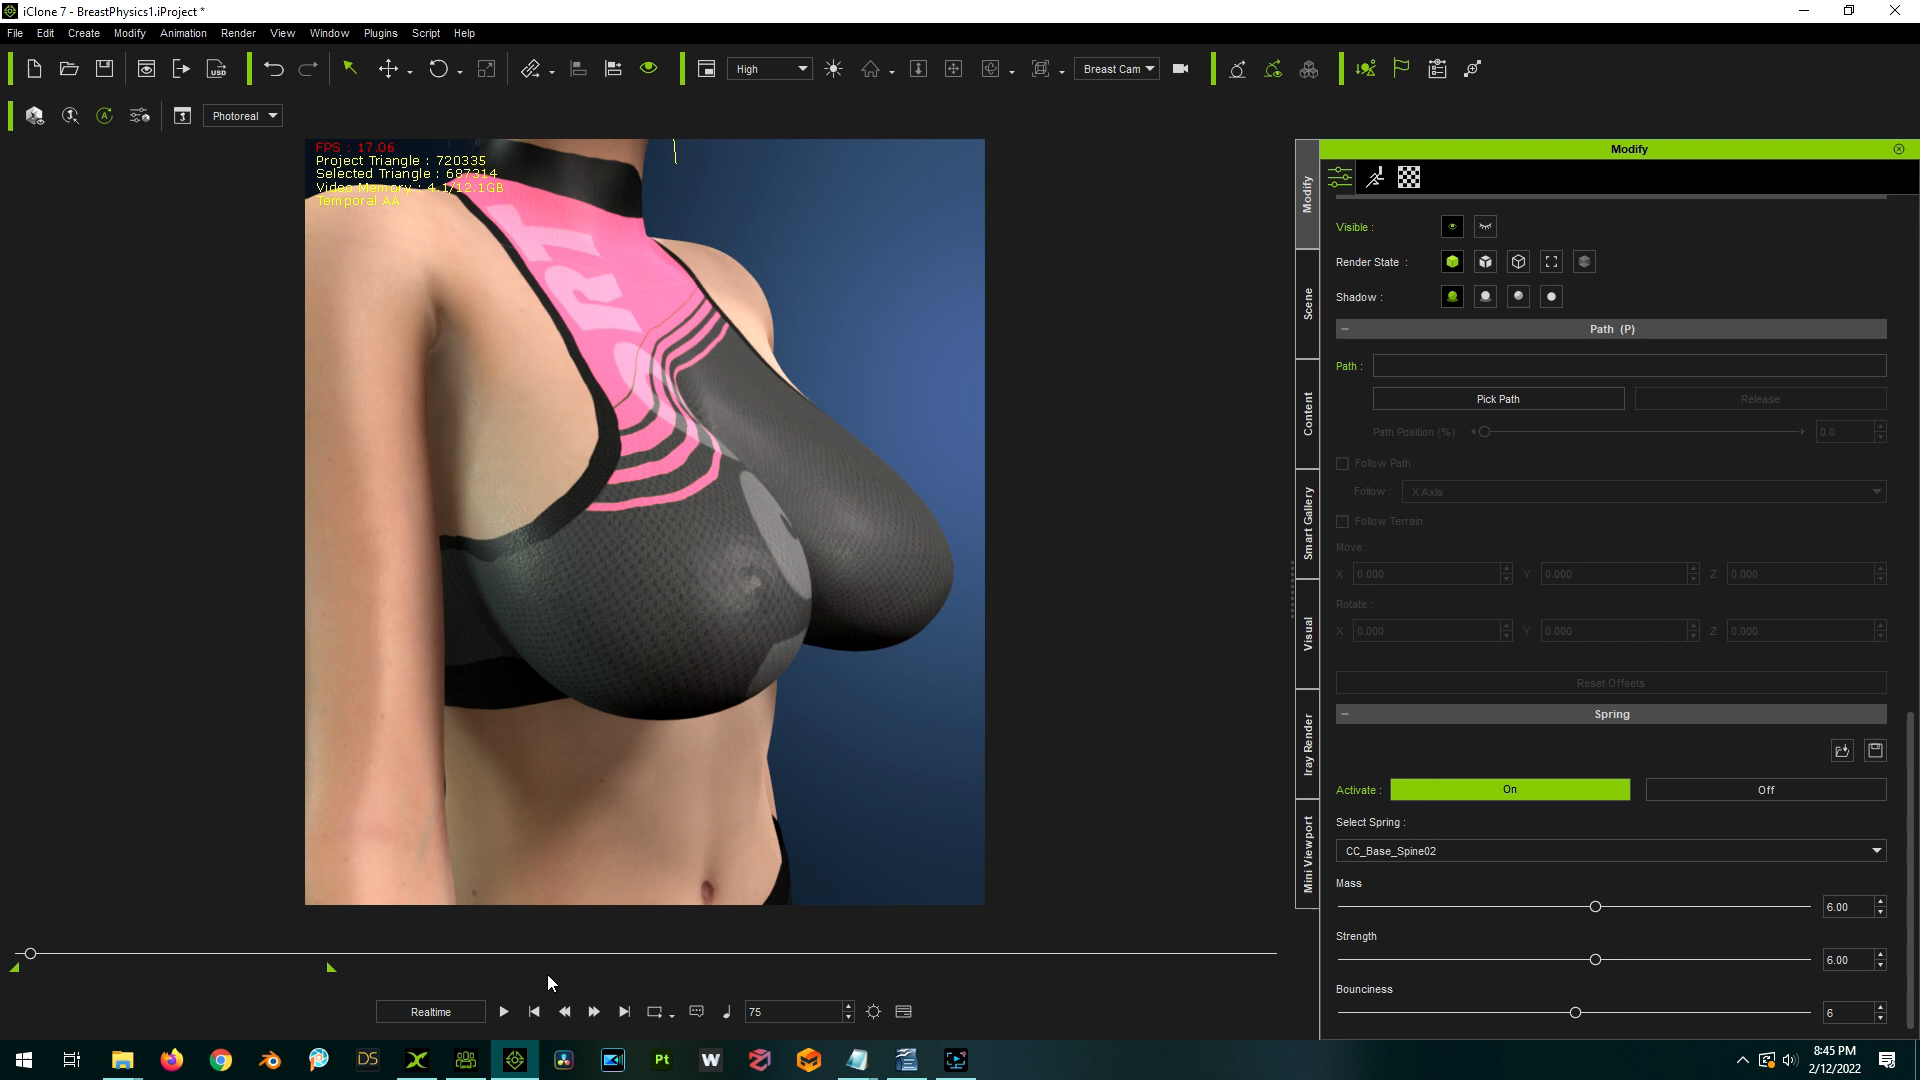 iClone 7 - BreastPhysics1.iProject *
File Edit Create Modify Animation Render View Window Plugins Script Help
USD High Breast Cam
A Photoreal
FPS : 17.06
Project Triangle : 720335
Selected Triangle : 687314
Video Memory : 4.1/12.1GB
Temporal AA
Modify
Scene
Content
Smart Gallery
Visual
Iray Render
Mini Viewport
Modify
Visible :
Render State :
Shadow :
Path (P)
Path :
Pick Path Release
Path Position (%) : 0.0
Follow Path
Follow : X Axis
Follow Terrain
Move :
X 0.000 Y 0.000 Z 0.000
Rotate :
X 0.000 Y 0.000 Z 0.000
Reset Offsets
Spring
Activate : On Off
Select Spring :
CC_Base_Spine02
Mass
6.00
Strength
6.00
Bounciness
6
Realtime 75
DS Pt W
8:45 PM
2/12/2022